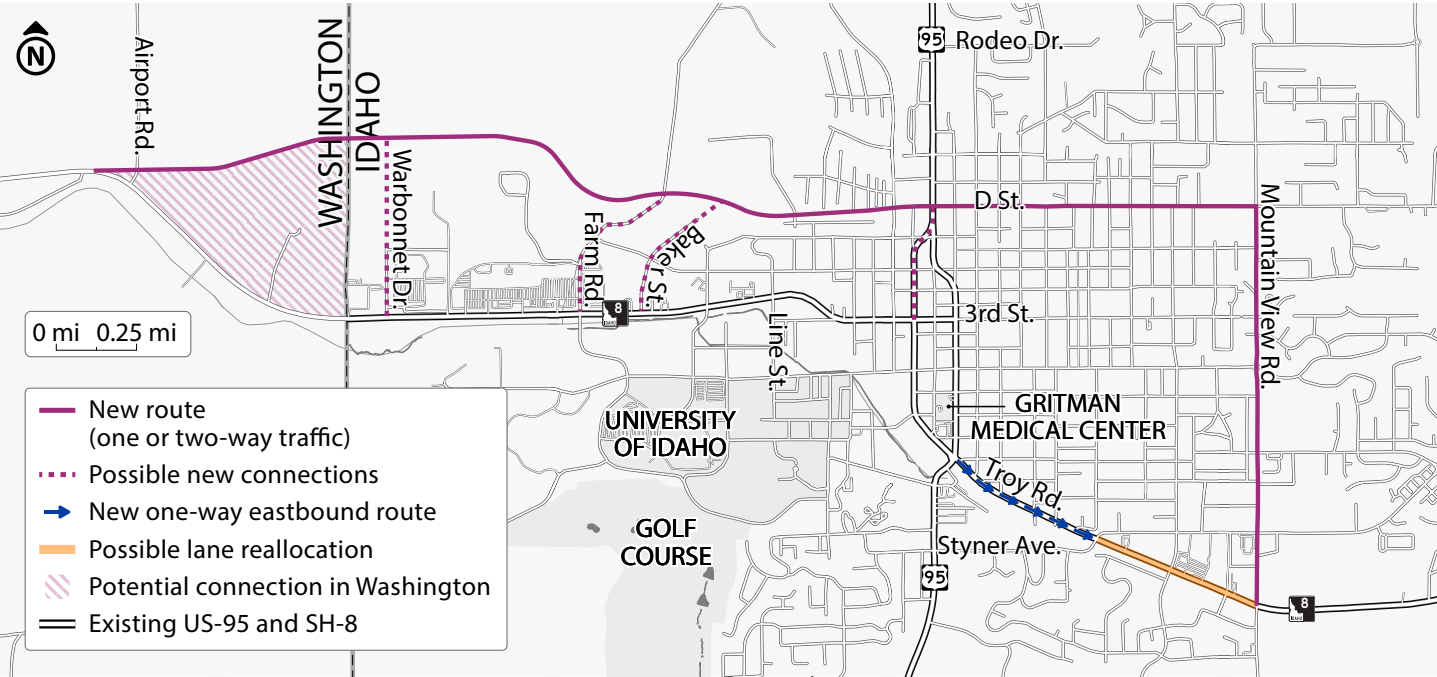 N
Airport Rd.
WASHINGTON
IDAHO
95
Rodeo Dr.
Warbonnet Dr.
Farm Rd.
Baker St.
D St.
Mountain View Rd.
8
IDAHO
3rd St.
Line St.
0 mi 0.25 mi
GRITMAN
MEDICAL CENTER
UNIVERSITY
OF IDAHO
Troy Rd.
GOLF
COURSE
Styner Ave.
95
8
IDAHO
New route
(one or two-way traffic)
Possible new connections
New one-way eastbound route
Possible lane reallocation
Potential connection in Washington
Existing US-95 and SH-8